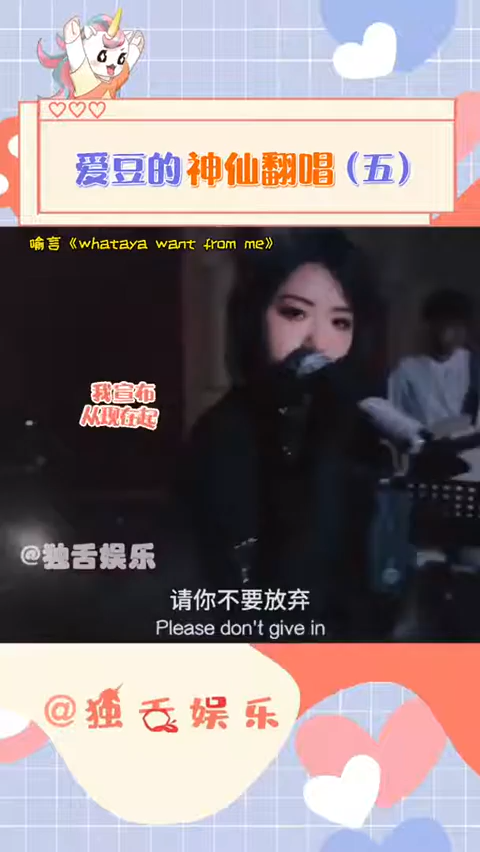 爱豆的神仙翻唱（五）
喻言《whataya want from me》
我宣布
从现在起
@独舌娱乐
请你不要放弃
Please don't give in
@独舌娱乐